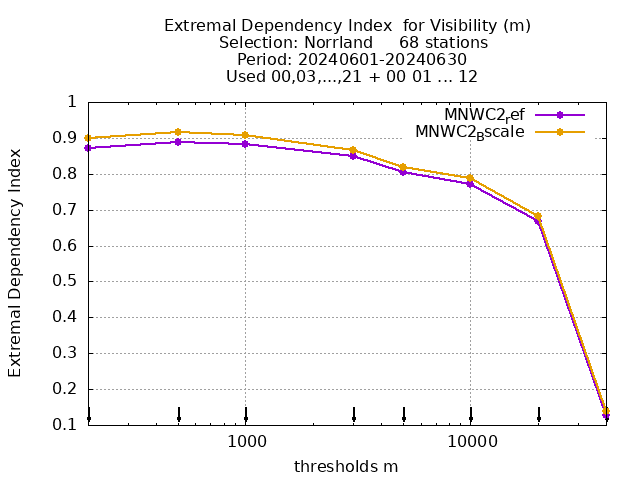 Extremal Dependency Index  for Visibility (m)
Selection: Norrland     68 stations
Period: 20240601-20240630
Used 00,03,...,21 + 00 01 ... 12
MNWC2_ref
MNWC2_Bscale
1
0.9
0.8
0.7
0.6
0.5
0.4
0.3
0.2
0.1
Extremal Dependency Index
1000
10000
thresholds m